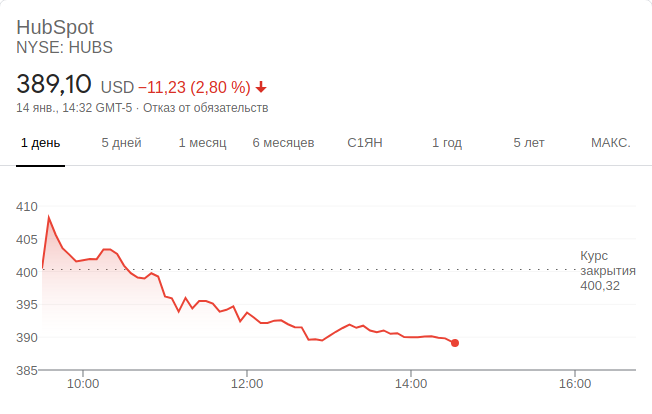 HubSpot
NYSE: HUBS
389,10 USD −11,23 (2,80 %)
14 янв., 14:32 GMT-5 · Отказ от обязательств
1 день 5 дней 1 месяц 6 месяцев С1ЯН 1 год 5 лет МАКС.
410
405
400
395
390
385
Курс
закрытия
400,32
10:00 12:00 14:00 16:00